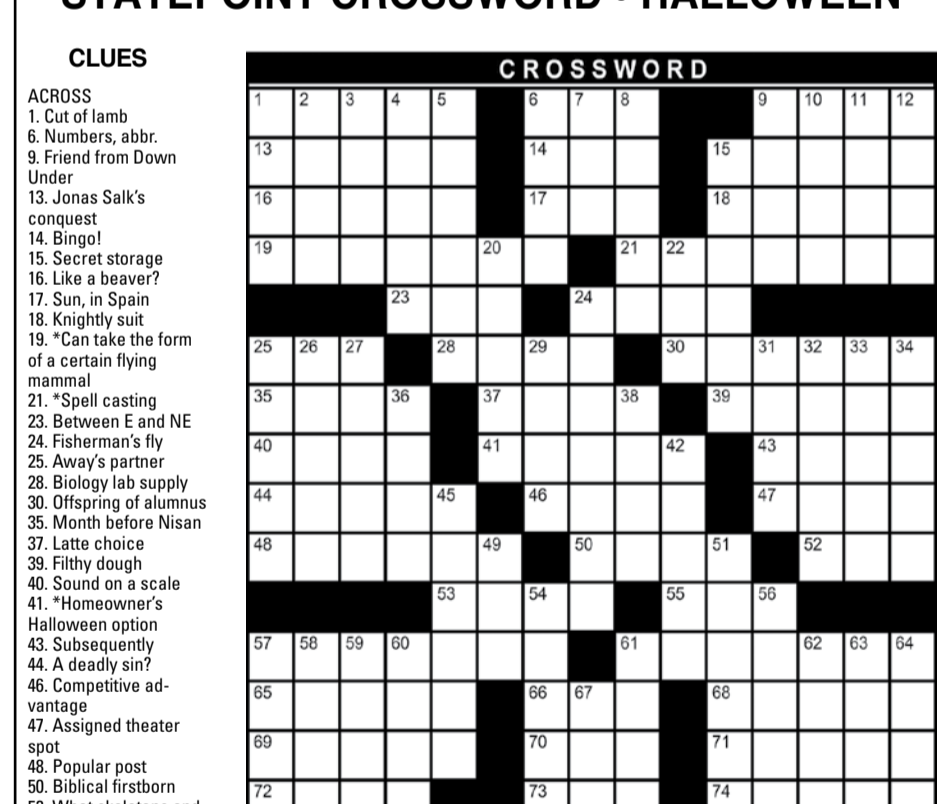 STATEPOINT CROSSWORD • HALLOWEEN
CLUES
ACROSS
1. Cut of lamb
6. Numbers, abbr.
9. Friend from Down
Under
13. Jonas Salk's
conquest
14. Bingo!
15. Secret storage
16. Like a beaver?
17. Sun, in Spain
18. Knightly suit
19. *Can take the form
of a certain flying
mammal
21. *Spell casting
23. Between E and NE
24. Fisherman's fly
25. Away's partner
28. Biology lab supply
30. Offspring of alumnus
35. Month before Nisan
37. Latte choice
39. Filthy dough
40. Sound on a scale
41. *Homeowner's
Halloween option
43. Subsequently
44. A deadly sin?
46. Competitive ad-
vantage
47. Assigned theater
spot
48. Popular post
50. Biblical firstborn
CROSSWORD
1 2 3 4 5 6 7 8 9 10 11 12
13 14 15
16 17 18
19 20 21 22
23 24
25 26 27 28 29 30 31 32 33 34
35 36 37 38 39
40 41 42 43
44 45 46 47
48 49 50 51 52
53 54 55 56
57 58 59 60 61 62 63 64
65 66 67 68
69 70 71
72 73 74